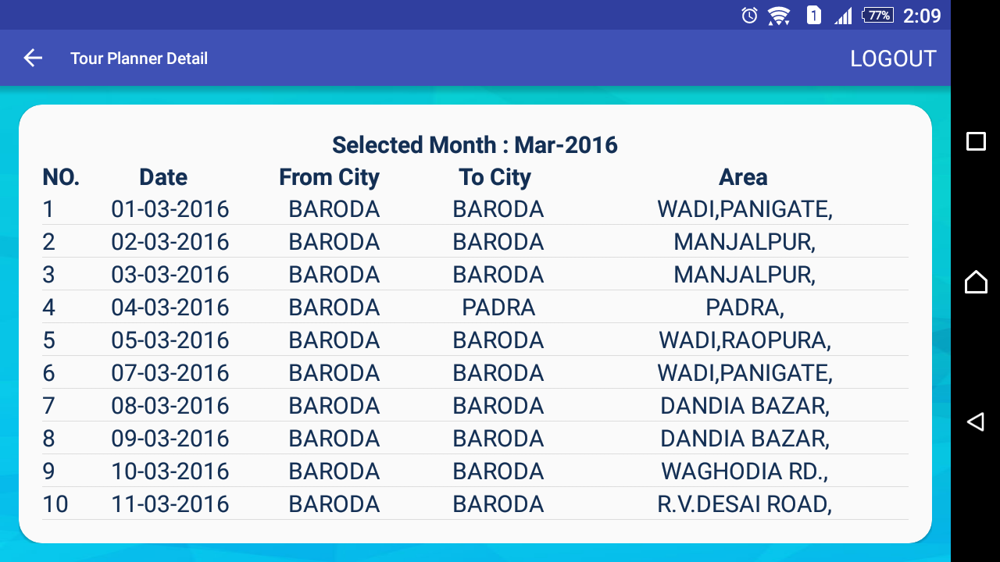 1 77% 2:09
Tour Planner Detail LOGOUT
Selected Month : Mar-2016
NO. Date From City To City Area
1 01-03-2016 BARODA BARODA WADI,PANIGATE,
2 02-03-2016 BARODA BARODA MANJALPUR,
3 03-03-2016 BARODA BARODA MANJALPUR,
4 04-03-2016 BARODA PADRA PADRA,
5 05-03-2016 BARODA BARODA WADI,RAOPURA,
6 07-03-2016 BARODA BARODA WADI,PANIGATE,
7 08-03-2016 BARODA BARODA DANDIA BAZAR,
8 09-03-2016 BARODA BARODA DANDIA BAZAR,
9 10-03-2016 BARODA BARODA WAGHODIA RD.,
10 11-03-2016 BARODA BARODA R.V.DESAI ROAD,